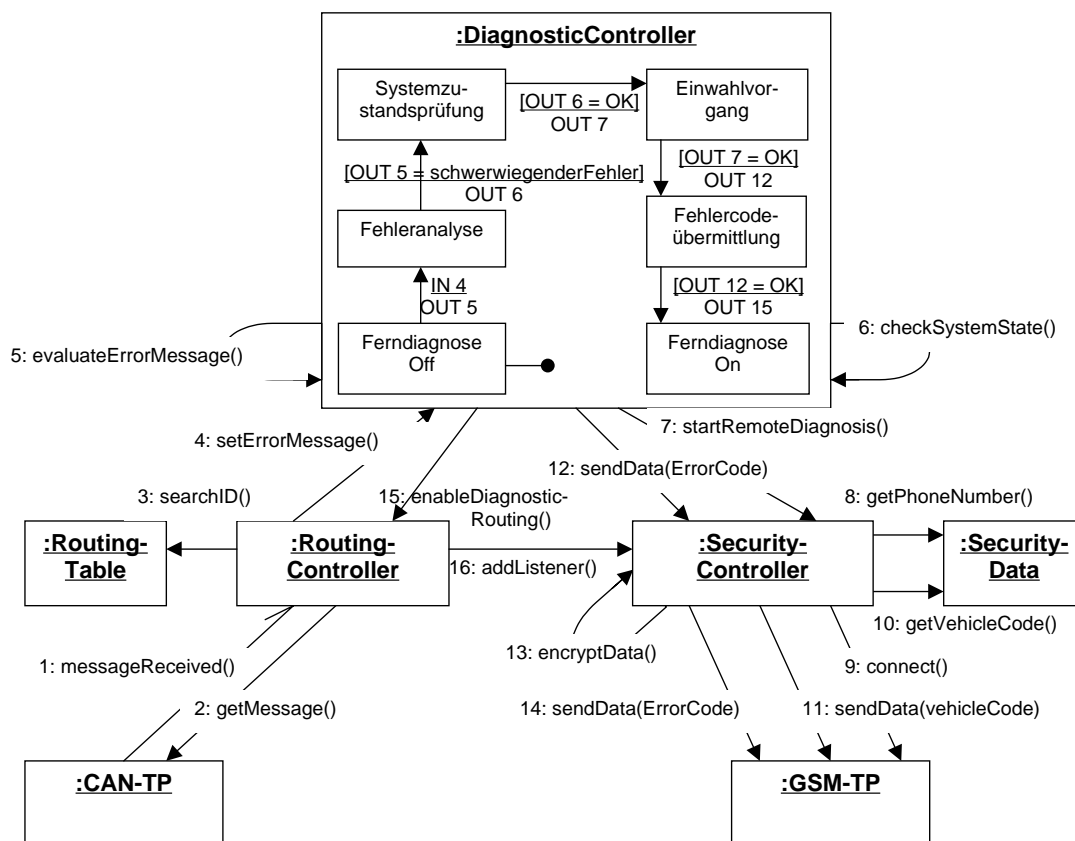 :DiagnosticController
Systemzu-
standsprüfung
[OUT 6 = OK]
OUT 7
Einwahlvor-
gang
[OUT 5 = schwerwiegenderFehler]
OUT 6
[OUT 7 = OK]
OUT 12
Fehleranalyse
Fehlercode-
übermittlung
IN 4
OUT 5
[OUT 12 = OK]
OUT 15
Ferndiagnose
Off
Ferndiagnose
On
5: evaluateErrorMessage()
6: checkSystemState()
4: setErrorMessage()
7: startRemoteDiagnosis()
12: sendData(ErrorCode)
3: searchID()
15: enableDiagnostic-
Routing()
8: getPhoneNumber()
:Routing-
Table
:Routing-
Controller
16: addListener()
:Security-
Controller
:Security-
Data
10: getVehicleCode()
1: messageReceived()
13: encryptData()
9: connect()
2: getMessage()
14: sendData(ErrorCode)
11: sendData(vehicleCode)
:CAN-TP
:GSM-TP